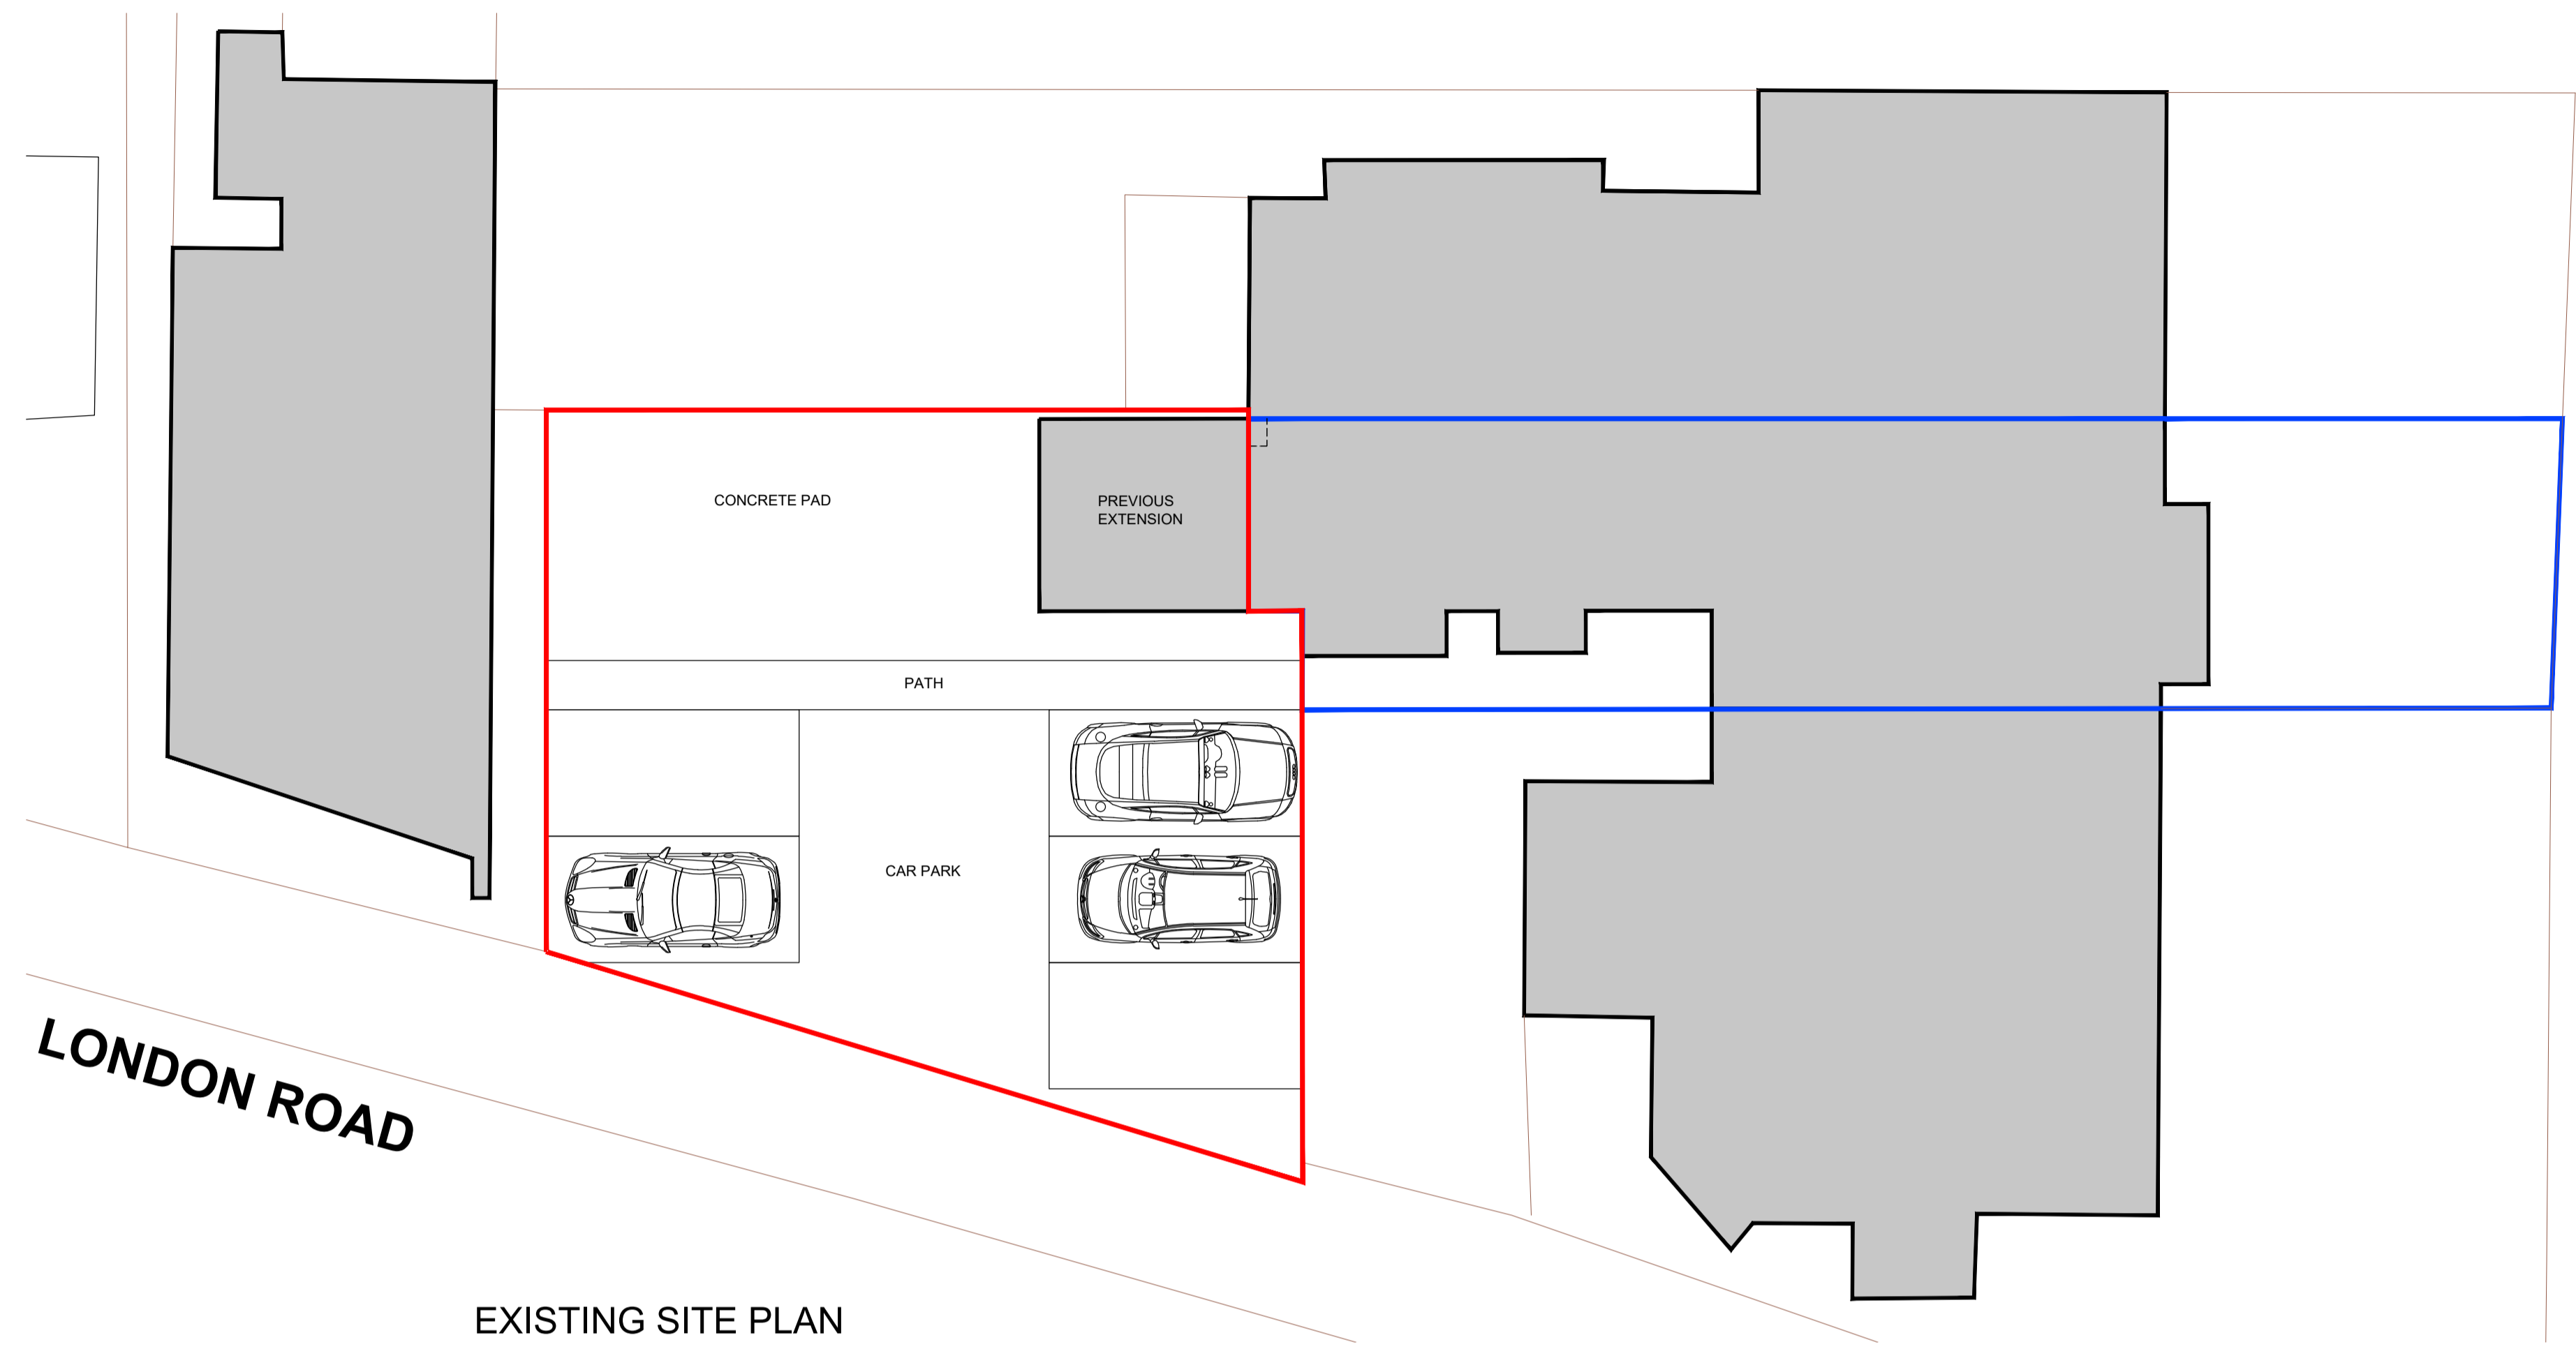 CONCRETE PAD
PREVIOUS
EXTENSION
PATH
CAR PARK
LONDON ROAD
EXISTING SITE PLAN